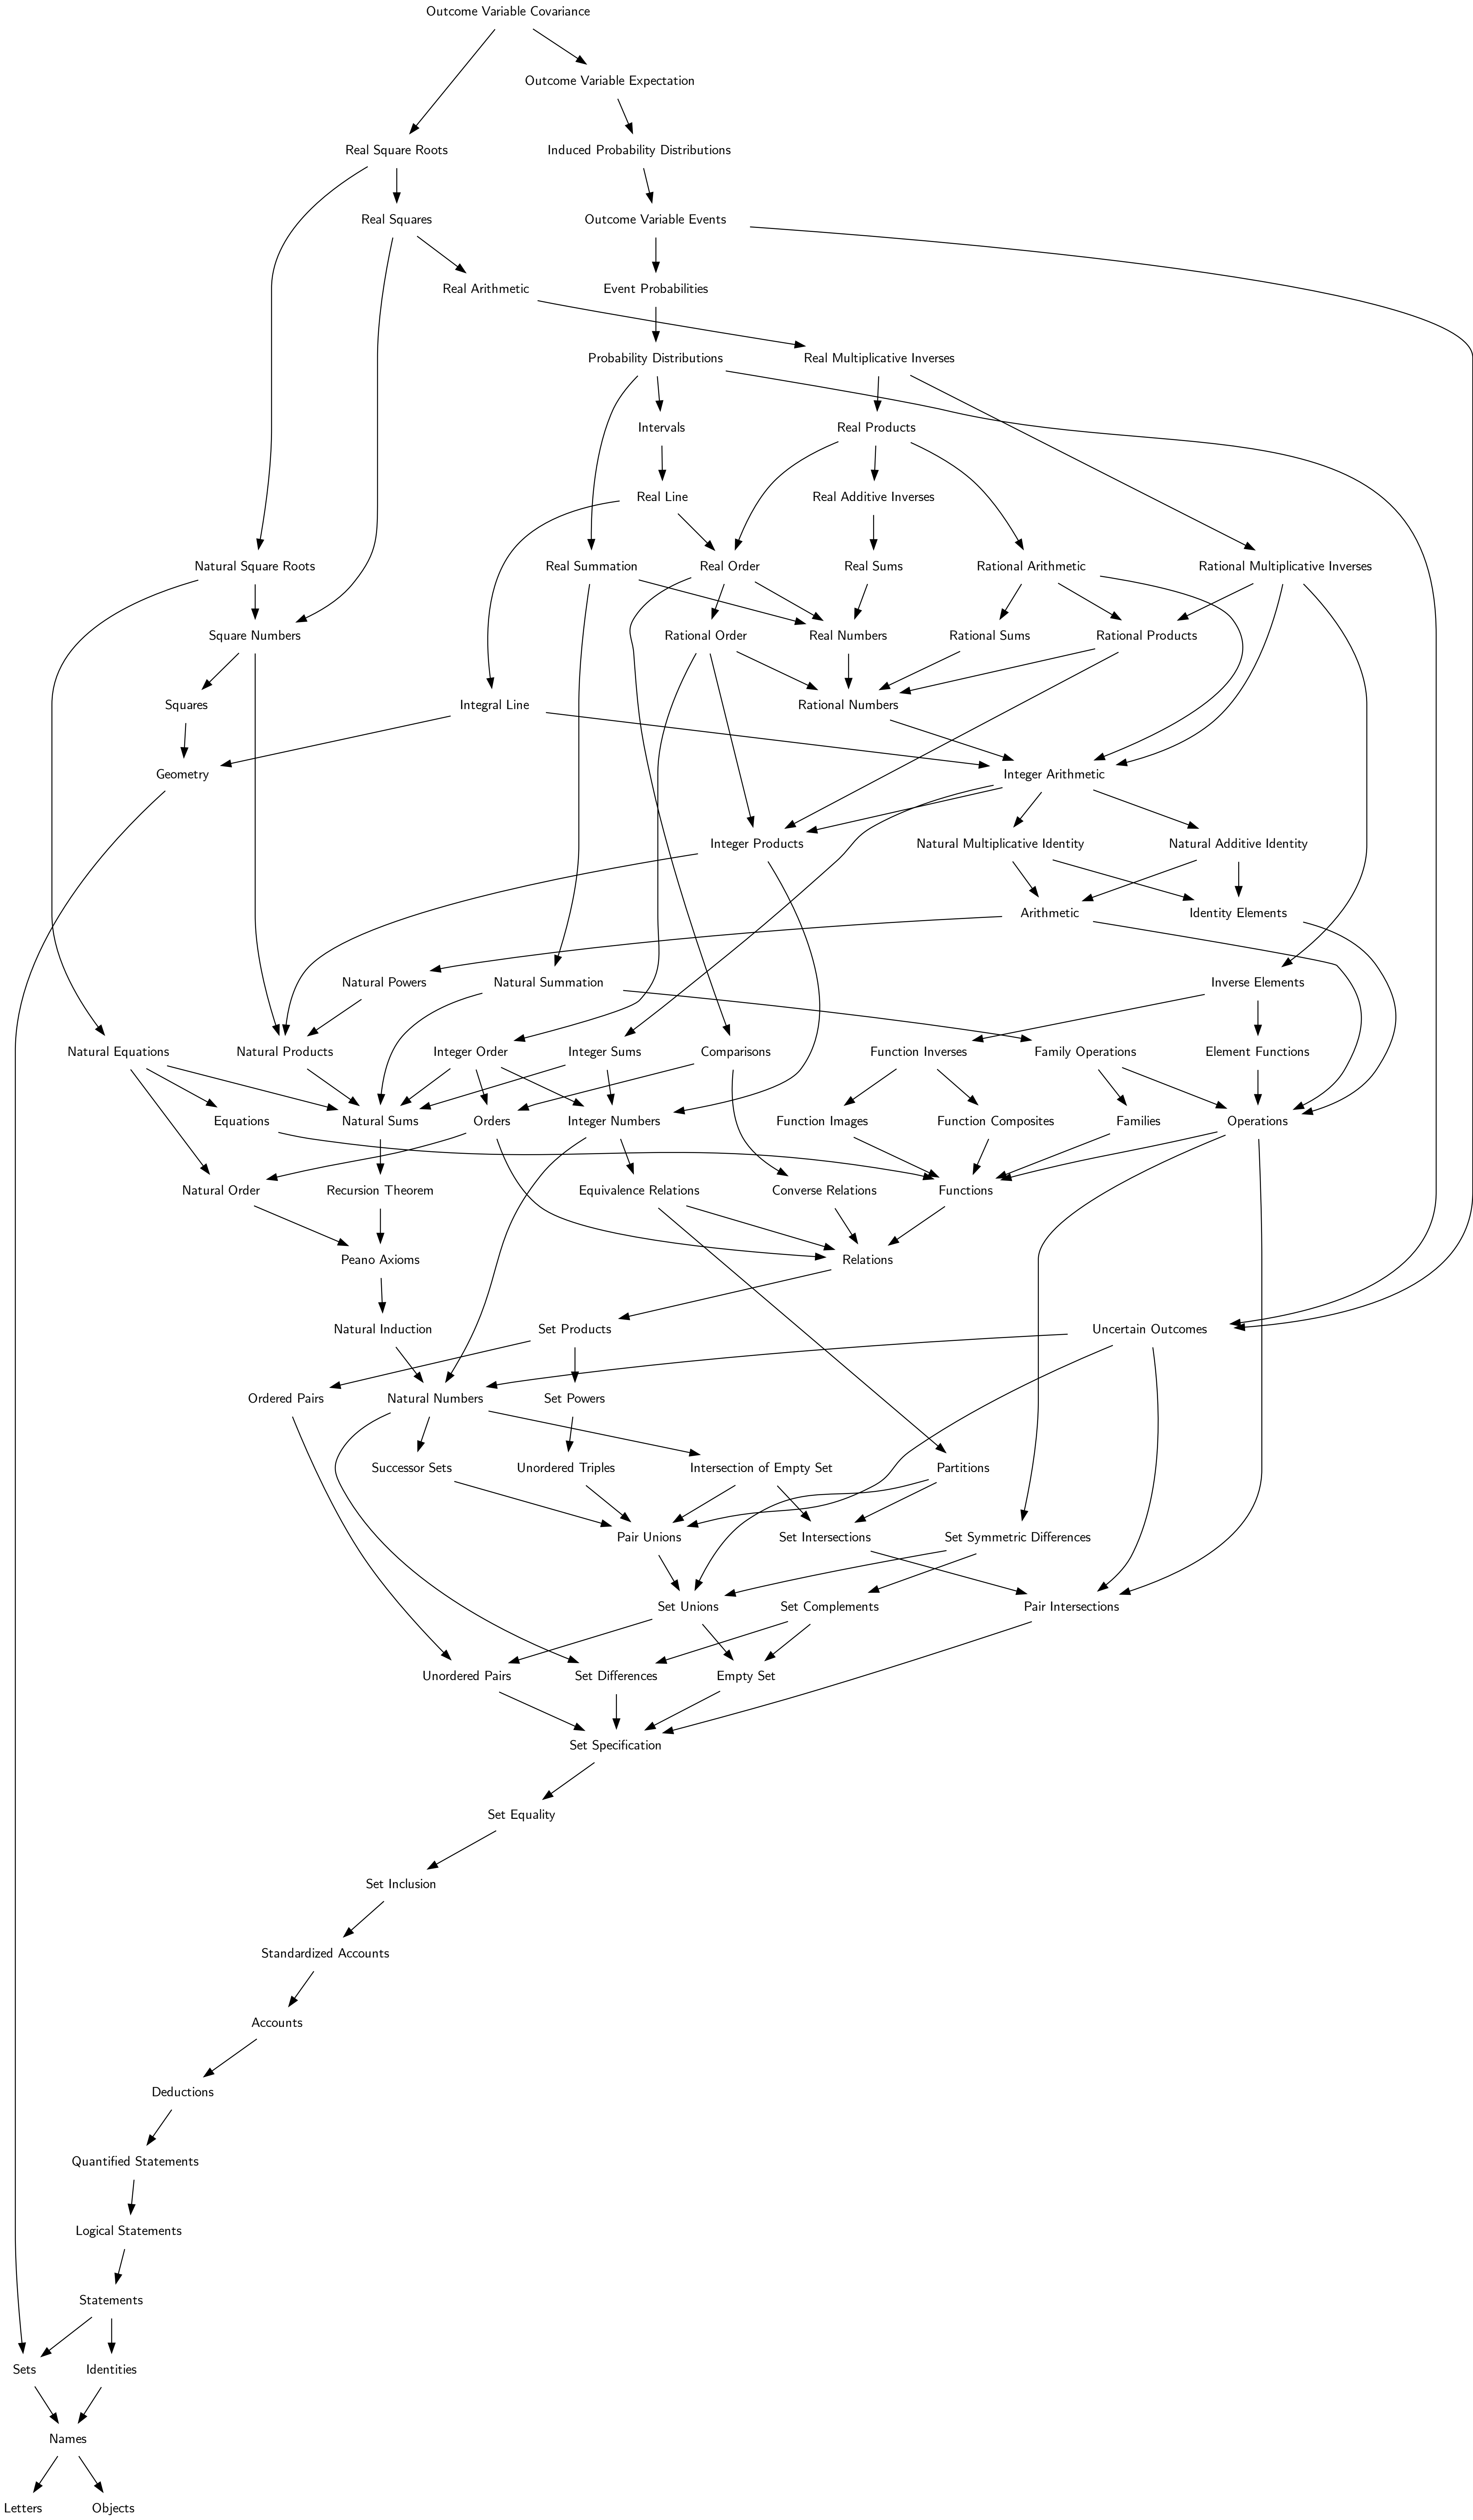 Outcome Variable Covariance
Outcome Variable Expectation
Real Square Roots
Induced Probability Distributions
Real Squares
Outcome Variable Events
Real Arithmetic
Event Probabilities
Probability Distributions
Real Multiplicative Inverses
Intervals
Real Products
Real Line
Real Additive Inverses
Natural Square Roots
Real Summation
Real Order
Real Sums
Rational Arithmetic
Rational Multiplicative Inverses
Square Numbers
Rational Order
Real Numbers
Rational Sums
Rational Products
Squares
Integral Line
Rational Numbers
Geometry
Integer Arithmetic
Integer Products
Natural Multiplicative Identity
Natural Additive Identity
Arithmetic
Identity Elements
Natural Powers
Natural Summation
Inverse Elements
Natural Equations
Natural Products
Integer Order
Integer Sums
Comparisons
Function Inverses
Family Operations
Element Functions
Equations
Natural Sums
Orders
Integer Numbers
Function Images
Function Composites
Families
Operations
Natural Order
Recursion Theorem
Equivalence Relations
Converse Relations
Functions
Peano Axioms
Relations
Natural Induction
Set Products
Uncertain Outcomes
Ordered Pairs
Natural Numbers
Set Powers
Successor Sets
Unordered Triples
Intersection of Empty Set
Partitions
Pair Unions
Set Intersections
Set Symmetric Differences
Set Unions
Set Complements
Pair Intersections
Unordered Pairs
Set Differences
Empty Set
Set Specification
Set Equality
Set Inclusion
Standardized Accounts
Accounts
Deductions
Quantified Statements
Logical Statements
Statements
Sets
Identities
Names
Letters
Objects